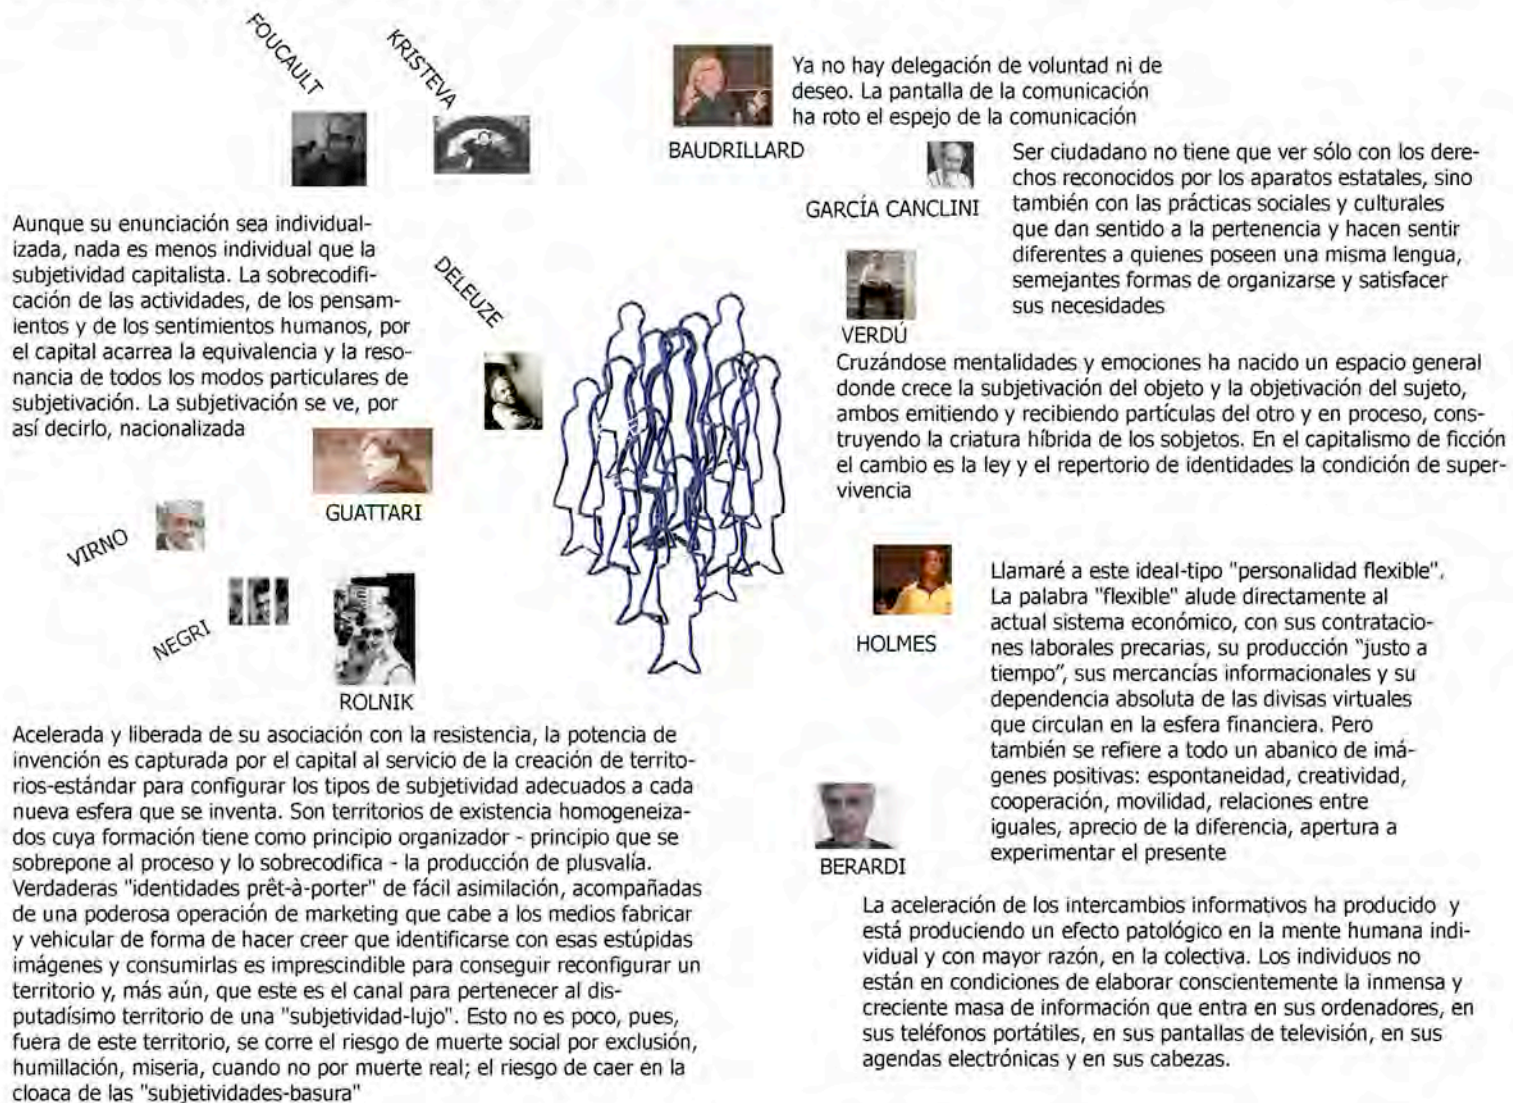 FOUCAULT
KRISTEVA
BAUDRILLARD
Ya no hay delegación de voluntad ni de
deseo. La pantalla de la comunicación
ha roto el espejo de la comunicación
GARCÍA CANCLINI
Ser ciudadano no tiene que ver sólo con los dere-
chos reconocidos por los aparatos estatales, sino
también con las prácticas sociales y culturales
que dan sentido a la pertenencia y hacen sentir
diferentes a quienes poseen una misma lengua,
semejantes formas de organizarse y satisfacer
sus necesidades
Aunque su enunciación sea individual-
izada, nada es menos individual que la
subjetividad capitalista. La sobrecodifi-
cación de las actividades, de los pensam-
ientos y de los sentimientos humanos, por
el capital acarrea la equivalencia y la reso-
nancia de todos los modos particulares de
subjetivación. La subjetivación se ve, por
así decirlo, nacionalizada
GUATTARI
DELEUZE
VERDÚ
Cruzándose mentalidades y emociones ha nacido un espacio general
donde crece la subjetivación del objeto y la objetivación del sujeto,
ambos emitiendo y recibiendo partículas del otro y en proceso, cons-
truyendo la criatura híbrida de los sobjetos. En el capitalismo de ficción
el cambio es la ley y el repertorio de identidades la condición de super-
vivencia
VIRNO
NEGRI
ROLNIK
Acelerada y liberada de su asociación con la resistencia, la potencia de
invención es capturada por el capital al servicio de la creación de territo-
rios-estándar para configurar los tipos de subjetividad adecuados a cada
nueva esfera que se inventa. Son territorios de existencia homogeneiza-
dos cuya formación tiene como principio organizador - principio que se
sobrepone al proceso y lo sobrecodifica - la producción de plusvalía.
Verdaderas "identidades prêt-à-porter" de fácil asimilación, acompañadas
de una poderosa operación de marketing que cabe a los medios fabricar
y vehicular de forma de hacer creer que identificarse con esas estúpidas
imágenes y consumirlas es imprescindible para conseguir reconfigurar un
territorio y, más aún, que este es el canal para pertenecer al dis-
putadísimo territorio de una "subjetividad-lujo". Esto no es poco, pues,
fuera de este territorio, se corre el riesgo de muerte social por exclusión,
humillación, miseria, cuando no por muerte real; el riesgo de caer en la
cloaca de las "subjetividades-basura"
HOLMES
Llamaré a este ideal-tipo "personalidad flexible".
La palabra "flexible" alude directamente al
actual sistema económico, con sus contratacio-
nes laborales precarias, su producción “justo a
tiempo”, sus mercancías informacionales y su
dependencia absoluta de las divisas virtuales
que circulan en la esfera financiera. Pero
también se refiere a todo un abanico de imá-
genes positivas: espontaneidad, creatividad,
cooperación, movilidad, relaciones entre
iguales, aprecio de la diferencia, apertura a
experimentar el presente
BERARDI
La aceleración de los intercambios informativos ha producido y
está produciendo un efecto patológico en la mente humana indi-
vidual y con mayor razón, en la colectiva. Los individuos no
están en condiciones de elaborar conscientemente la inmensa y
creciente masa de información que entra en sus ordenadores, en
sus teléfonos portátiles, en sus pantallas de televisión, en sus
agendas electrónicas y en sus cabezas.